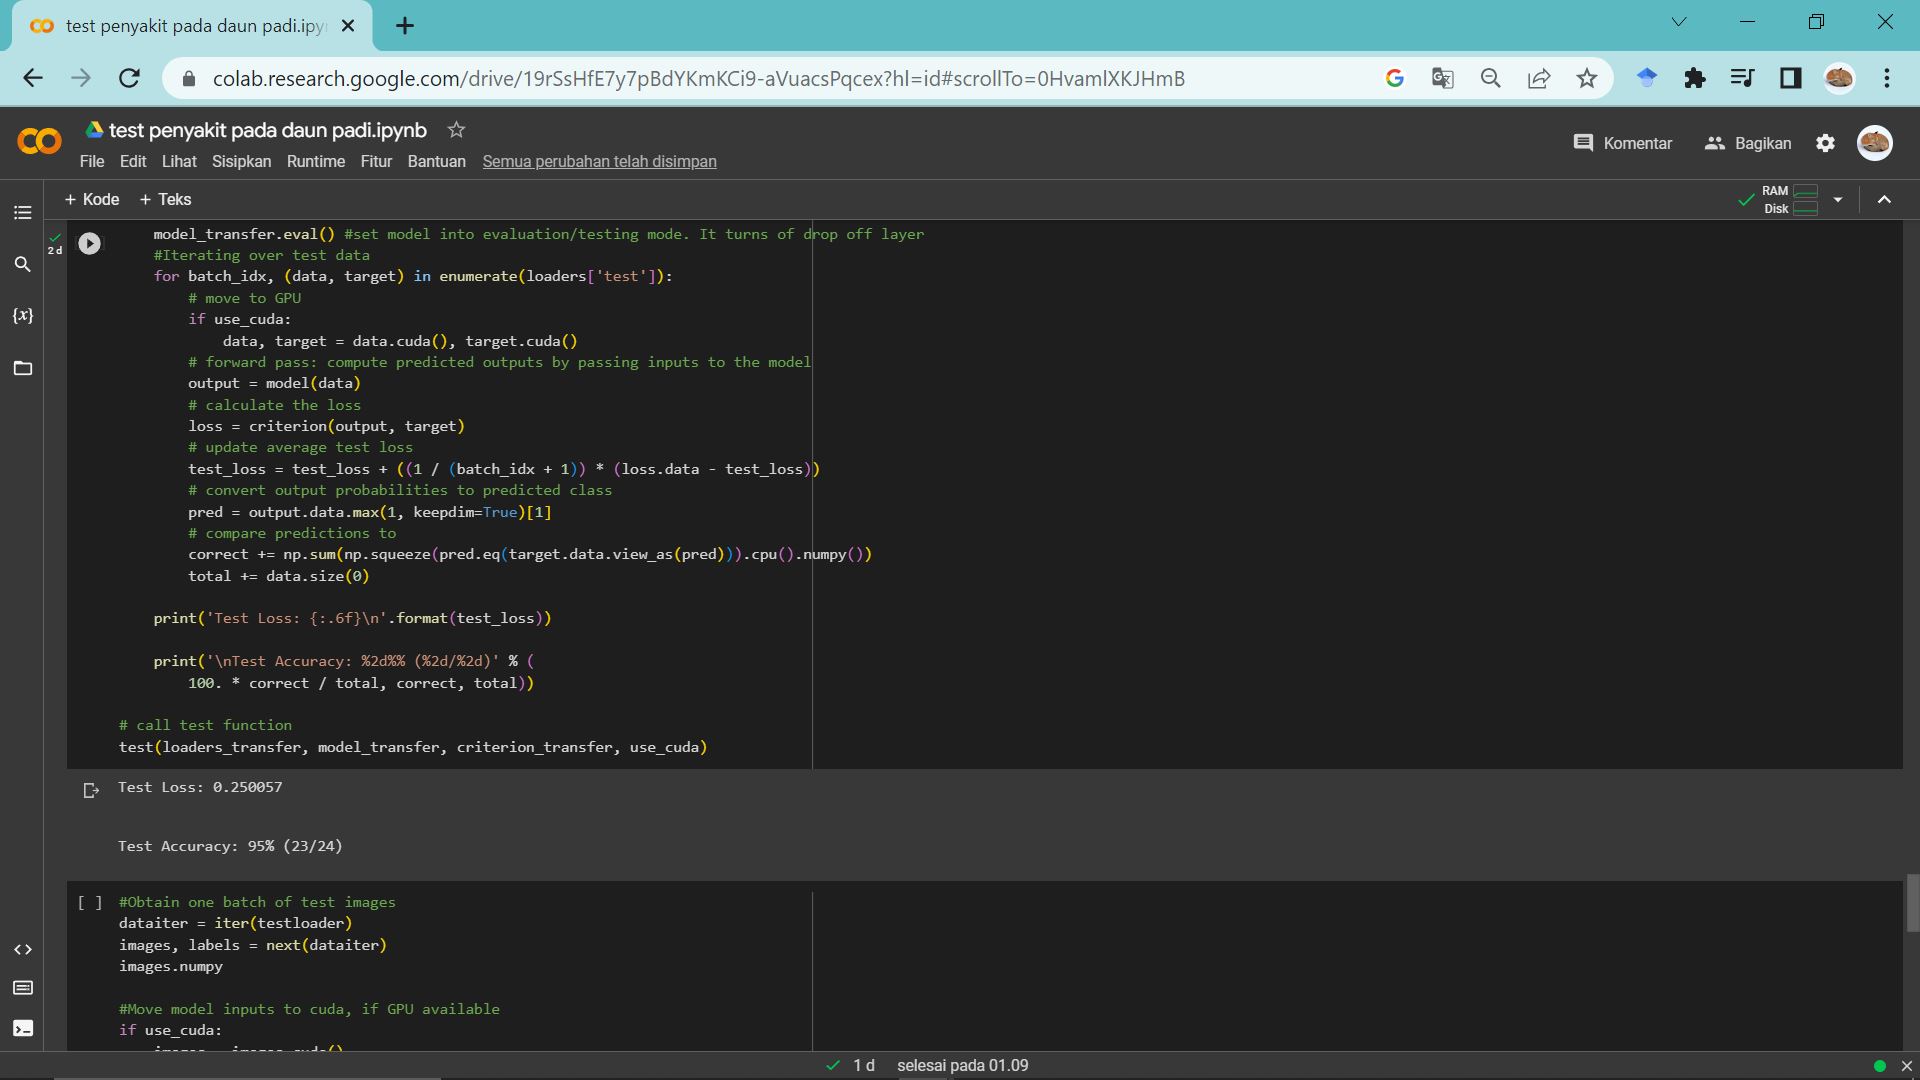 test penyakit pada daun padi.ipy
colab.research.google.com/drive/19rSsHfE7y7pBdYKmKCi9-aVuacsPqcex?hl=id#scrollTo=0HvamlXKJHmB
test penyakit pada daun padi.ipynb
File Edit Lihat Sisipkan Runtime Fitur Bantuan Semua perubahan telah disimpan
Komentar Bagikan
+ Kode + Teks
RAM
Disk
2 d
model_transfer.eval() #set model into evaluation/testing mode. It turns of drop off layer
#Iterating over test data
for batch_idx, (data, target) in enumerate(loaders['test']):
# move to GPU
if use_cuda:
data, target = data.cuda(), target.cuda()
# forward pass: compute predicted outputs by passing inputs to the model
output = model(data)
# calculate the loss
loss = criterion(output, target)
# update average test loss
test_loss = test_loss + ((1 / (batch_idx + 1)) * (loss.data - test_loss))
# convert output probabilities to predicted class
pred = output.data.max(1, keepdim=True)[1]
# compare predictions to
correct += np.sum(np.squeeze(pred.eq(target.data.view_as(pred))).cpu().numpy())
total += data.size(0)
print('Test Loss: {:.6f}\n'.format(test_loss))
print('\nTest Accuracy: %2d%% (%2d/%2d)' % (
100. * correct / total, correct, total))
# call test function
test(loaders_transfer, model_transfer, criterion_transfer, use_cuda)
Test Loss: 0.250057
Test Accuracy: 95% (23/24)
[ ] #Obtain one batch of test images
dataiter = iter(testloader)
images, labels = next(dataiter)
images.numpy
#Move model inputs to cuda, if GPU available
if use_cuda:
images = images.cuda()
1 d selesai pada 01.09